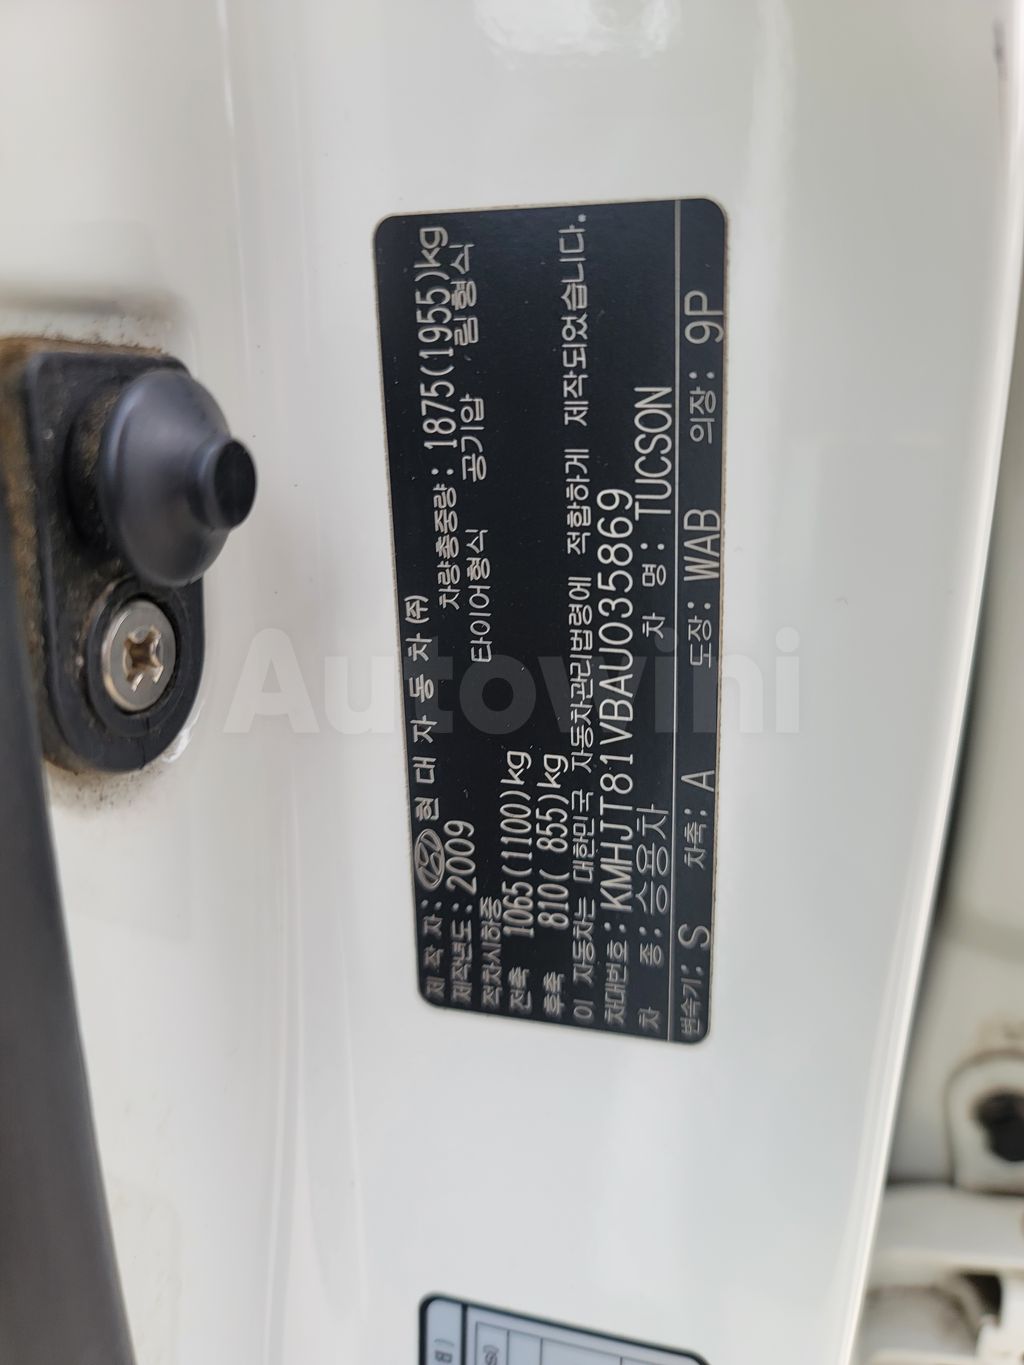 제 작 자 : 현 대 자 동 차 (주)
제작년도 : 2009 차량총중량 : 1875(1955)kg
적차시하중 타이어형식 공기압 림형식
전축 1065(1100)kg
후축 810( 855)kg
이 자동차는 대한민국 자동차관리법령에 적합하게 제작되었습니다.
차대번호 : KMHJT81VBAU035869
차 종 : 승용차 차 명 : TUCSON
변속기: S 차축: A 도장: WAB 의장: 9P
Autowini